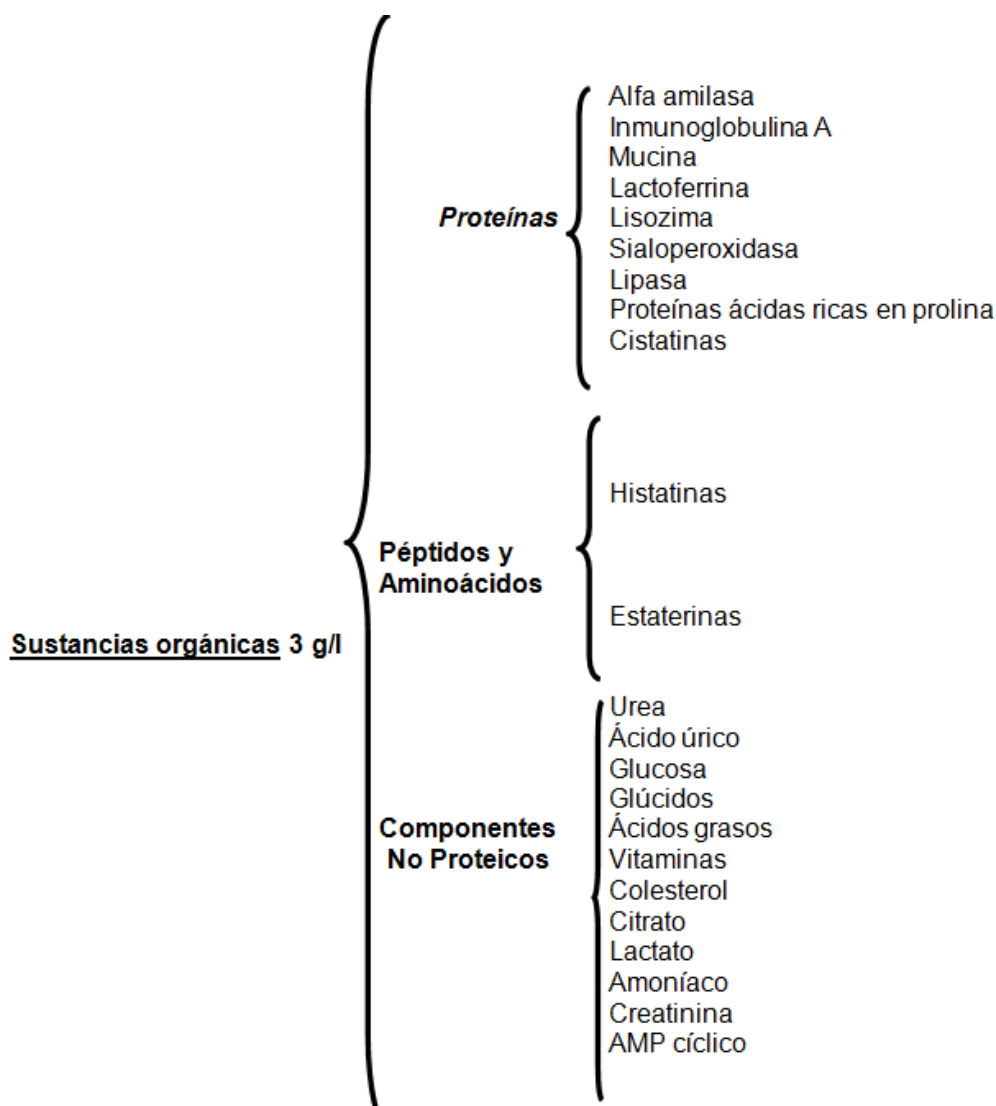 Sustancias orgánicas 3 g/l
Proteínas
Alfa amilasa
Inmunoglobulina A
Mucina
Lactoferrina
Lisozima
Sialoperoxidasa
Lipasa
Proteínas ácidas ricas en prolina
Cistatinas
Péptidos y
Aminoácidos
Histatinas
Estaterinas
Componentes
No Proteicos
Urea
Ácido úrico
Glucosa
Glúcidos
Ácidos grasos
Vitaminas
Colesterol
Citrato
Lactato
Amoníaco
Creatinina
AMP cíclico